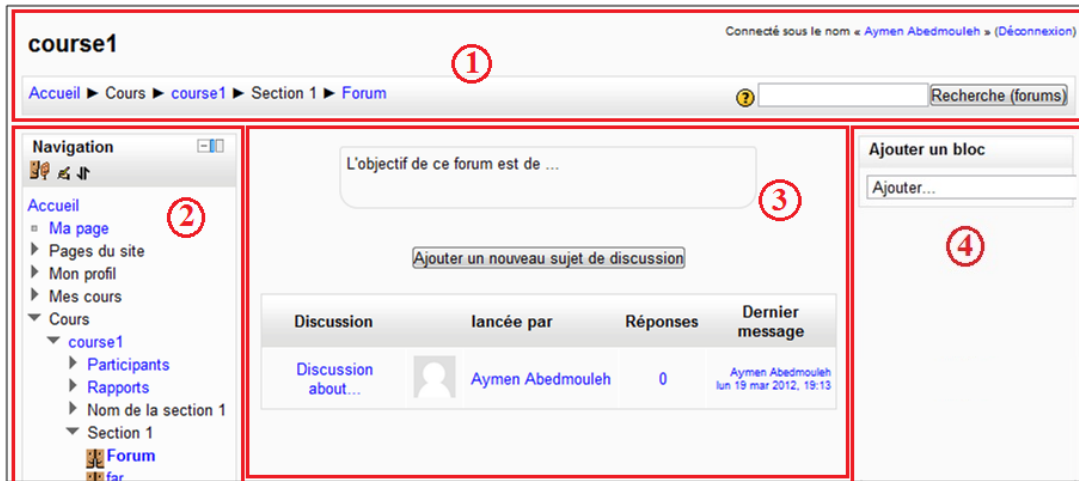 course1
Connecté sous le nom « Aymen Abedmouleh » (Déconnexion)
1
Accueil ► Cours ► course1 ► Section 1 ► Forum
? Recherche (forums)
Navigation
Accueil
Ma page
Pages du site
Mon profil
Mes cours
Cours
course1
Participants
Rapports
Nom de la section 1
Section 1
Forum
far
2
L'objectif de ce forum est de ...
3
Ajouter un nouveau sujet de discussion
Discussion lancée par Réponses Dernier
message
Discussion
about...
Aymen Abedmouleh 0
Aymen Abedmouleh
lun 19 mar 2012, 19:13
Ajouter un bloc
Ajouter...
4